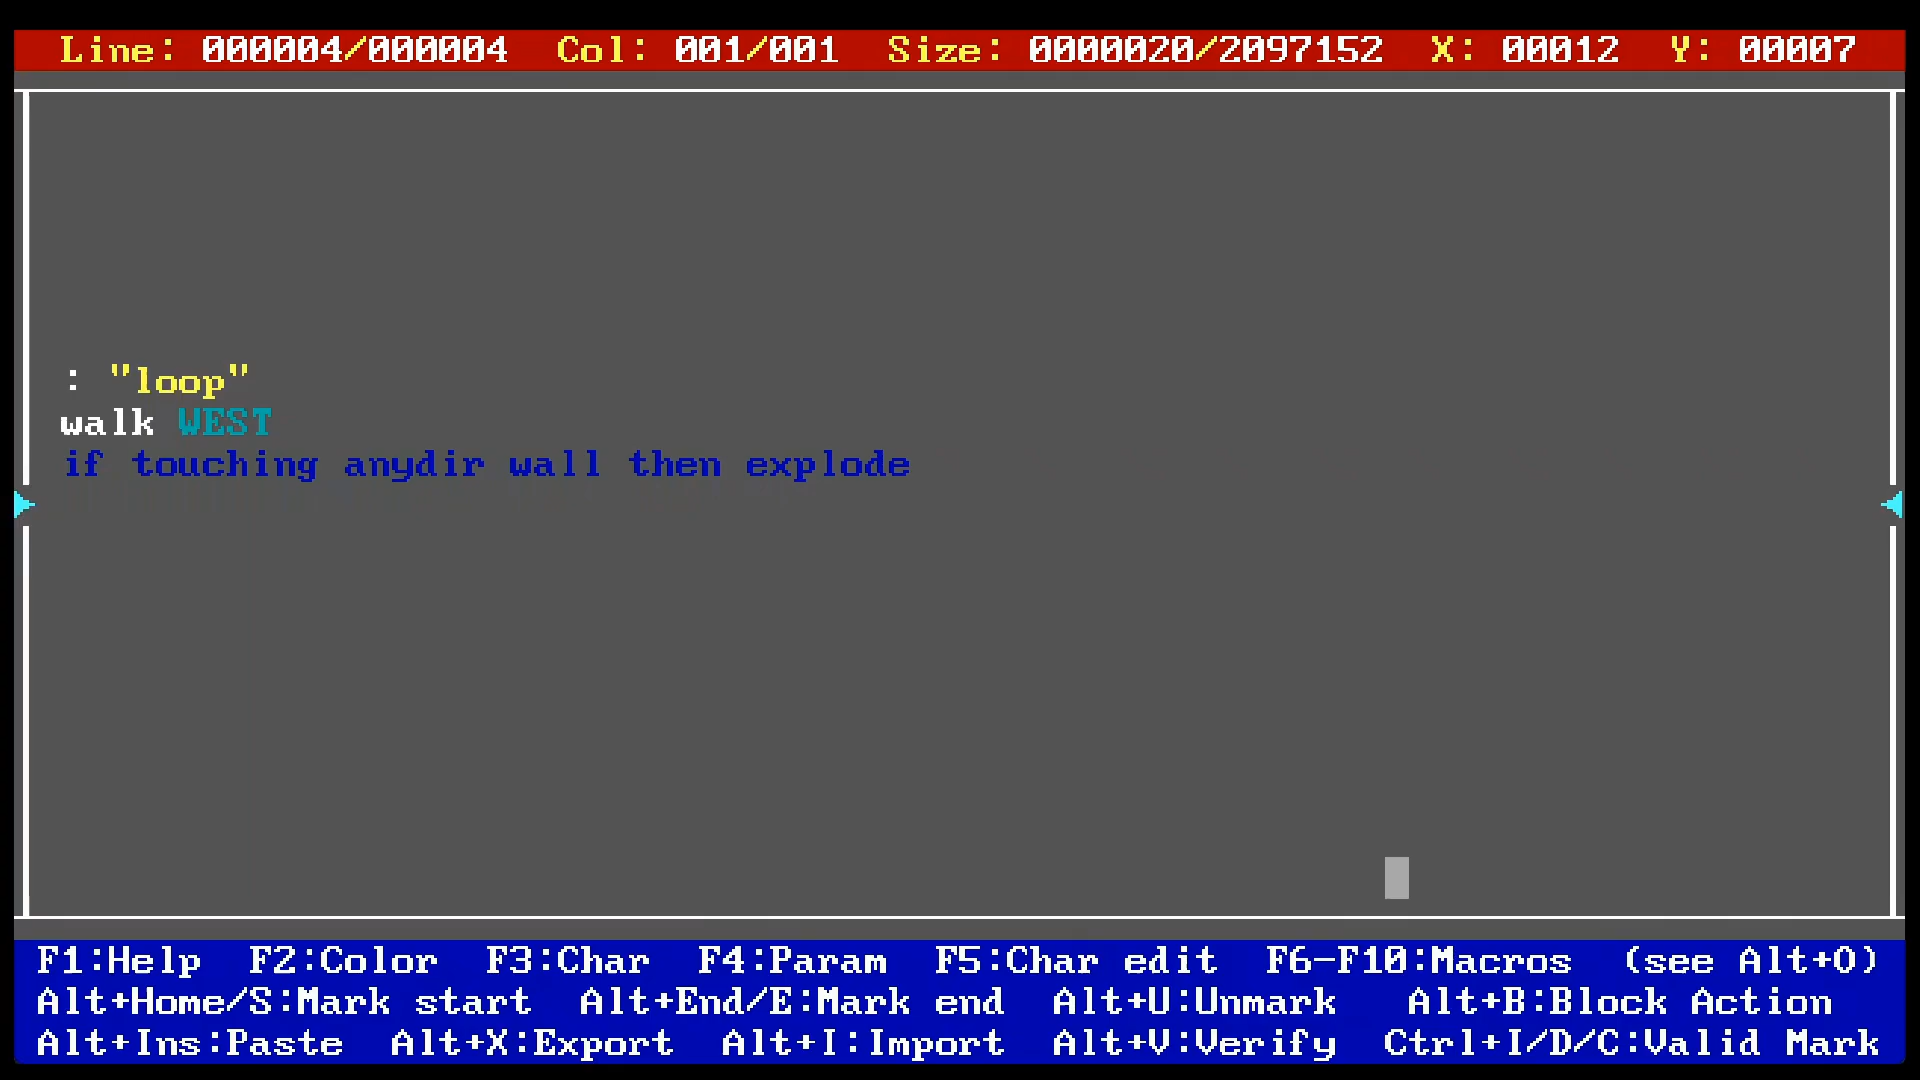 Line: 000004/000004 Col: 001/001 Size: 0000020/2097152 X: 00012 Y: 00007
: "loop"
walk WEST
if touching anydir wall then explode
F1:Help F2:Color F3:Char F4:Param F5:Char edit F6-F10:Macros (see Alt+O)
Alt+Home/S:Mark start Alt+End/E:Mark end Alt+U:Unmark Alt+B:Block Action
Alt+Ins:Paste Alt+X:Export Alt+I:Import Alt+V:Verify Ctrl+I/D/C:Valid Mark